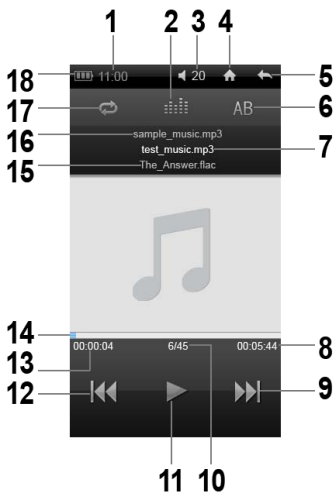 1 2 3 4
18 11:00 20 5
17 AB 6
16 sample_music.mp3
test_music.mp3 7
15 The_Answer.flac
14
00:00:04 6/45 00:05:44 8
13
12 9
11 10